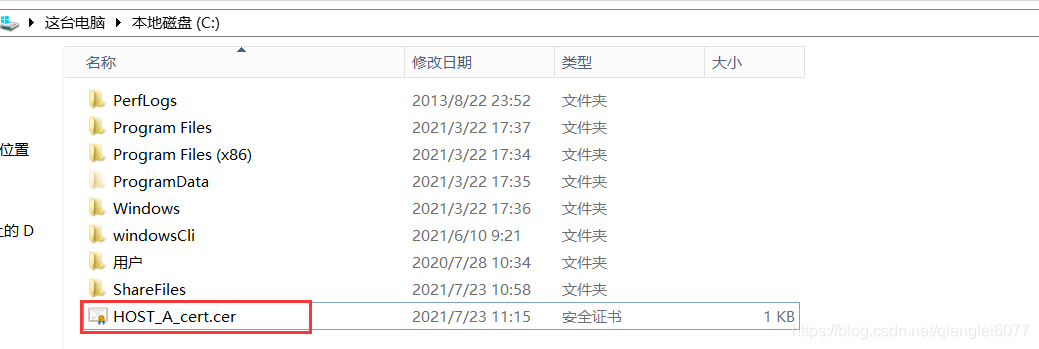 这台电脑 本地磁盘 (C:)
名称 修改日期 类型 大小
PerfLogs 2013/8/22 23:52 文件夹
Program Files 2021/3/22 17:37 文件夹
位置
Program Files (x86) 2021/3/22 17:34 文件夹
ProgramData 2021/3/22 17:35 文件夹
Windows 2021/3/22 17:36 文件夹
上的 D
windowsCli 2021/6/10 9:21 文件夹
用户 2020/7/28 10:34 文件夹
ShareFiles 2021/7/23 10:58 文件夹
HOST_A_cert.cer 2021/7/23 11:15 安全证书 1 KB
https://blog.csdn.net/qianglei6077